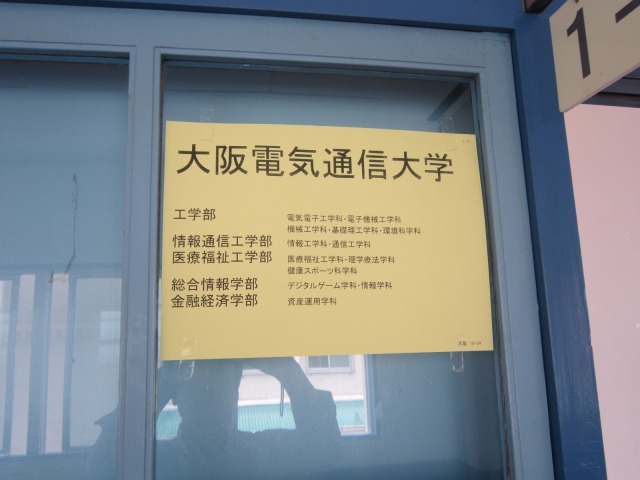 大阪電気通信大学
工学部 電気電子工学科・電子機械工学科
機械工学科・基礎理工学科・環境科学科
情報通信工学部 情報工学科・通信工学科
医療福祉工学部 医療福祉工学科・理学療法学科
健康スポーツ科学科
総合情報学部 デジタルゲーム学科・情報学科
金融経済学部 資産運用学科
大阪
1